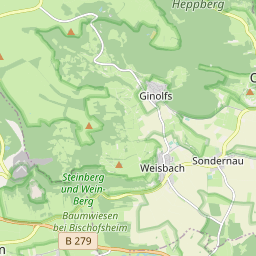 Heppberg
Ginolfs
Sondernau
Weisbach
Steinberg
und Wein
Berg
Baumwiesen
bei Bischofsheim
B 279